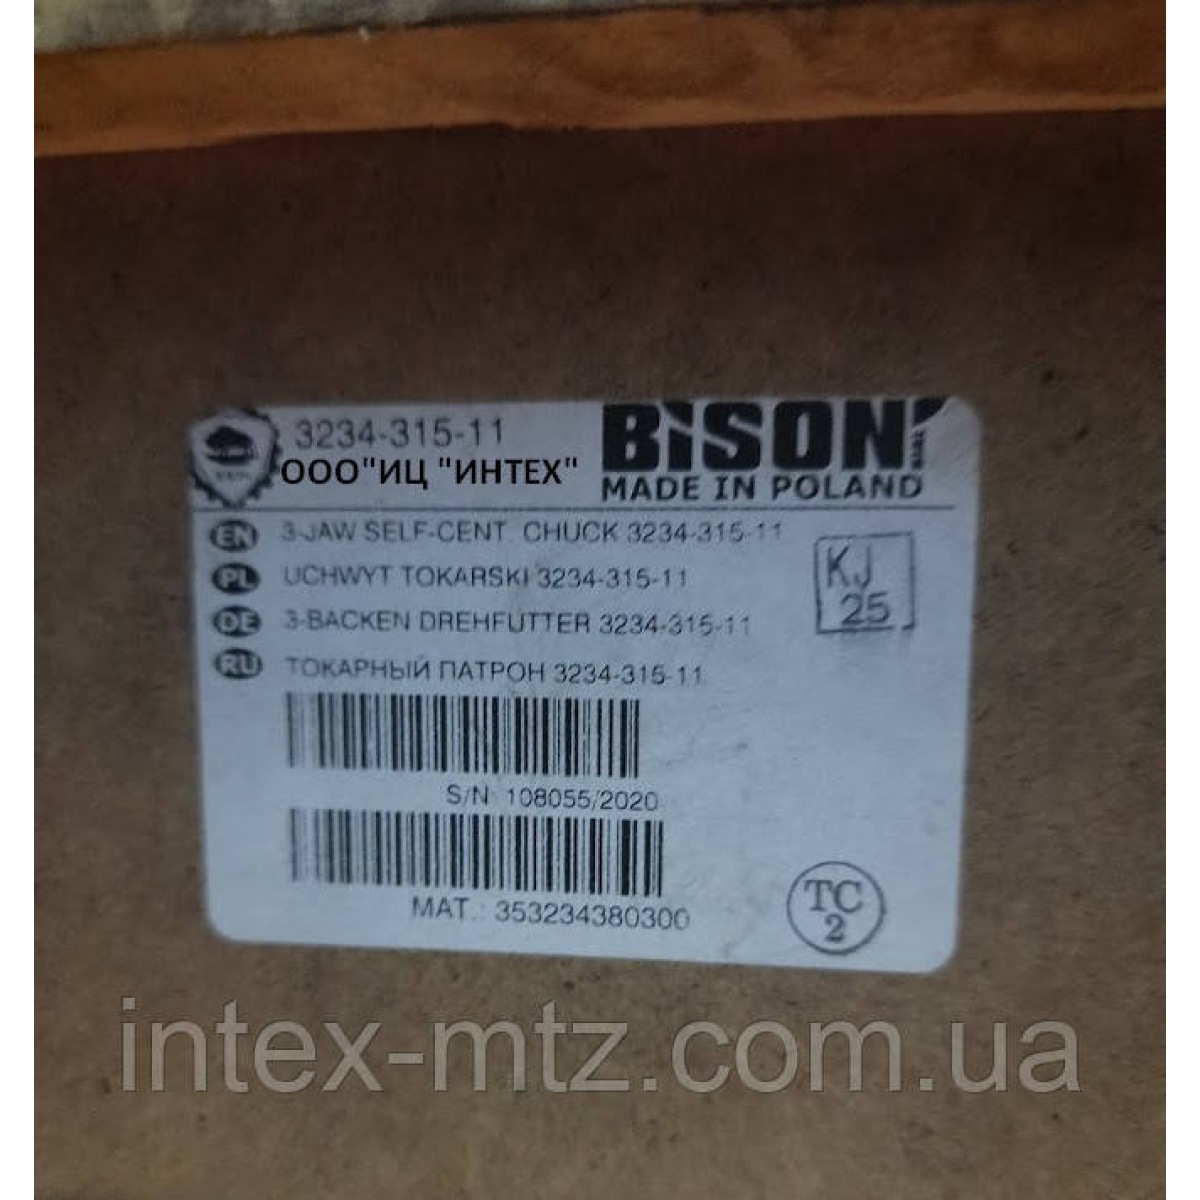 3234-315-11
ООО"ИЦ "ИНТЕХ"
BISON
BIAL
MADE IN POLAND
EN 3-JAW SELF-CENT. CHUCK 3234-315-11
PL UCHWYT TOKARSKI 3234-315-11
DE 3-BACKEN DREHFUTTER 3234-315-11
RU ТОКАРНЫЙ ПАТРОН 3234-315-11
KJ
25
S/N: 108055/2020
MAT.: 353234380300
TC
2
intex-mtz.com.ua